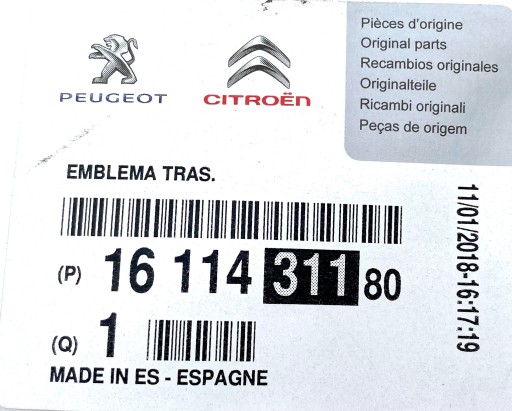 PEUGEOT
CITROËN
Pièces d'origine
Original parts
Recambios originales
Originalteile
Ricambi originali
Peças de origem
EMBLEMA TRAS.
(P) 16 114 311 80
(Q) 1
MADE IN ES - ESPAGNE
11/01/2018-16:17:19